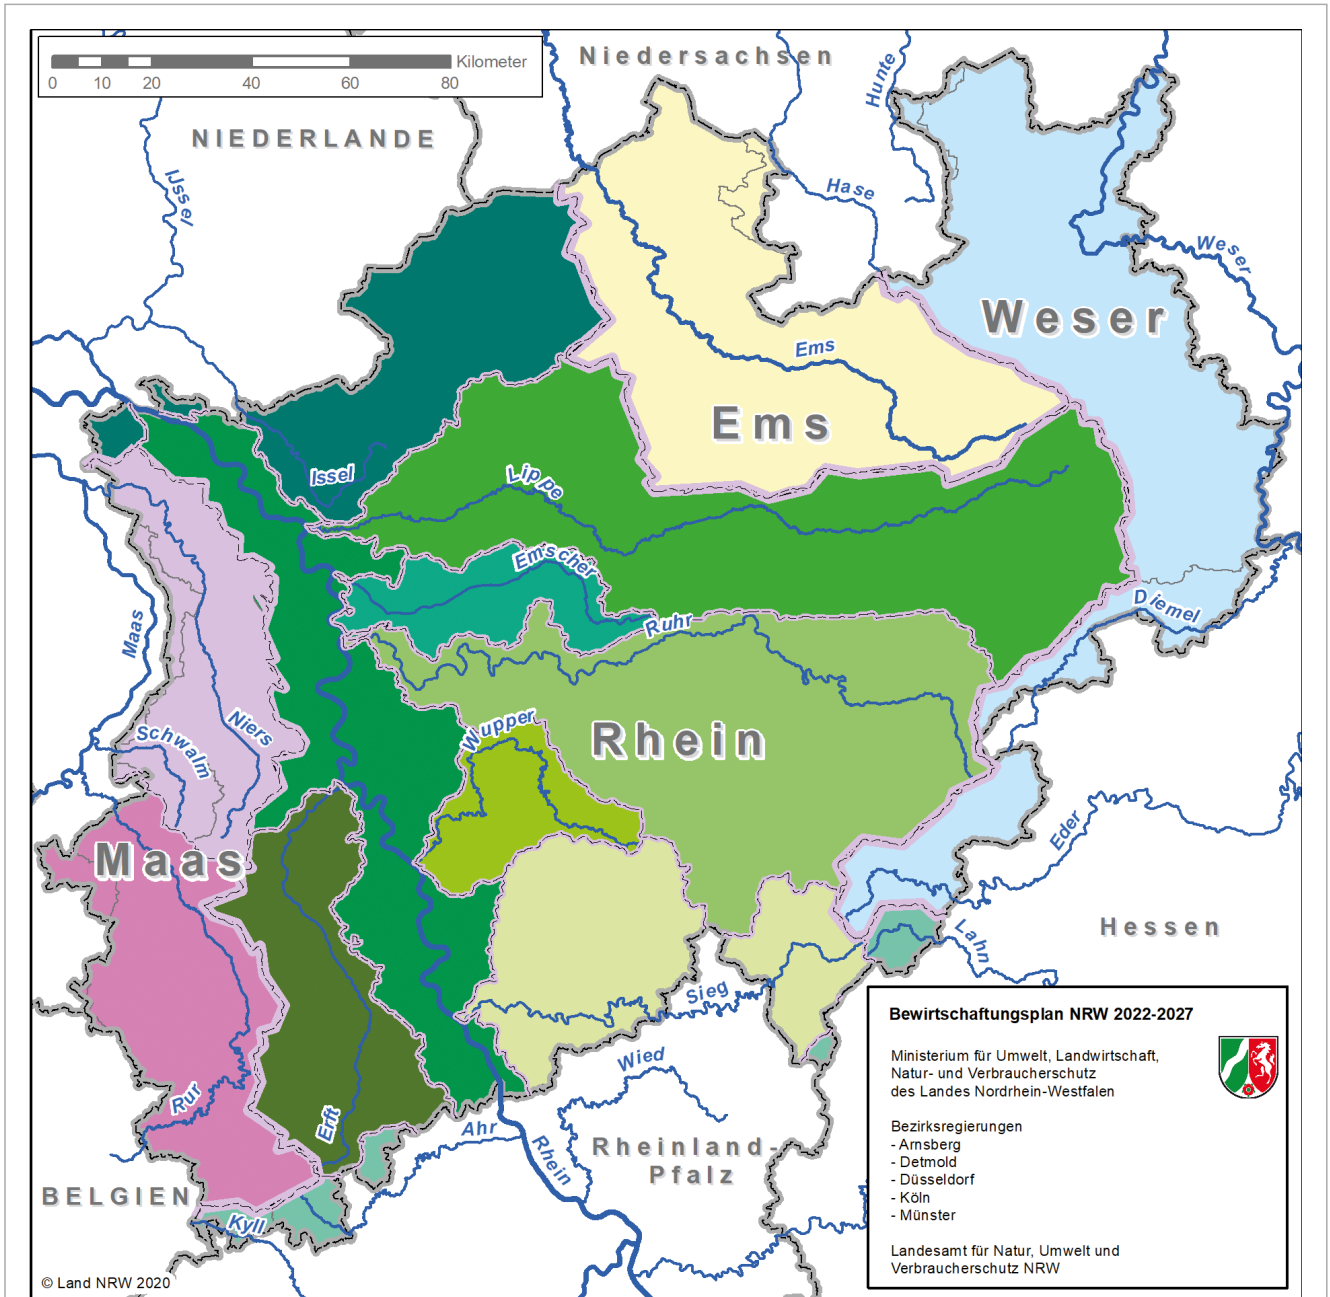 Niedersachsen
Kilometer
0 10 20 40 60 80
Hunte
NIEDERLANDE
IJssel
Hase
Weser
Weser
Ems
Ems
Issel
Lippe
Emscher
Diemel
Maas
Ruhr
Niers
Schwalm
Wupper
Rhein
Maas
Eder
Hessen
Lahn
Sieg
Wied
Rur
Erft
Ahr
Rhein
Rheinland-
Pfalz
BELGIEN
Kyll
© Land NRW 2020
Bewirtschaftungsplan NRW 2022-2027
Ministerium für Umwelt, Landwirtschaft,
Natur- und Verbraucherschutz
des Landes Nordrhein-Westfalen
Bezirksregierungen
- Arnsberg
- Detmold
- Düsseldorf
- Köln
- Münster
Landesamt für Natur, Umwelt und
Verbraucherschutz NRW